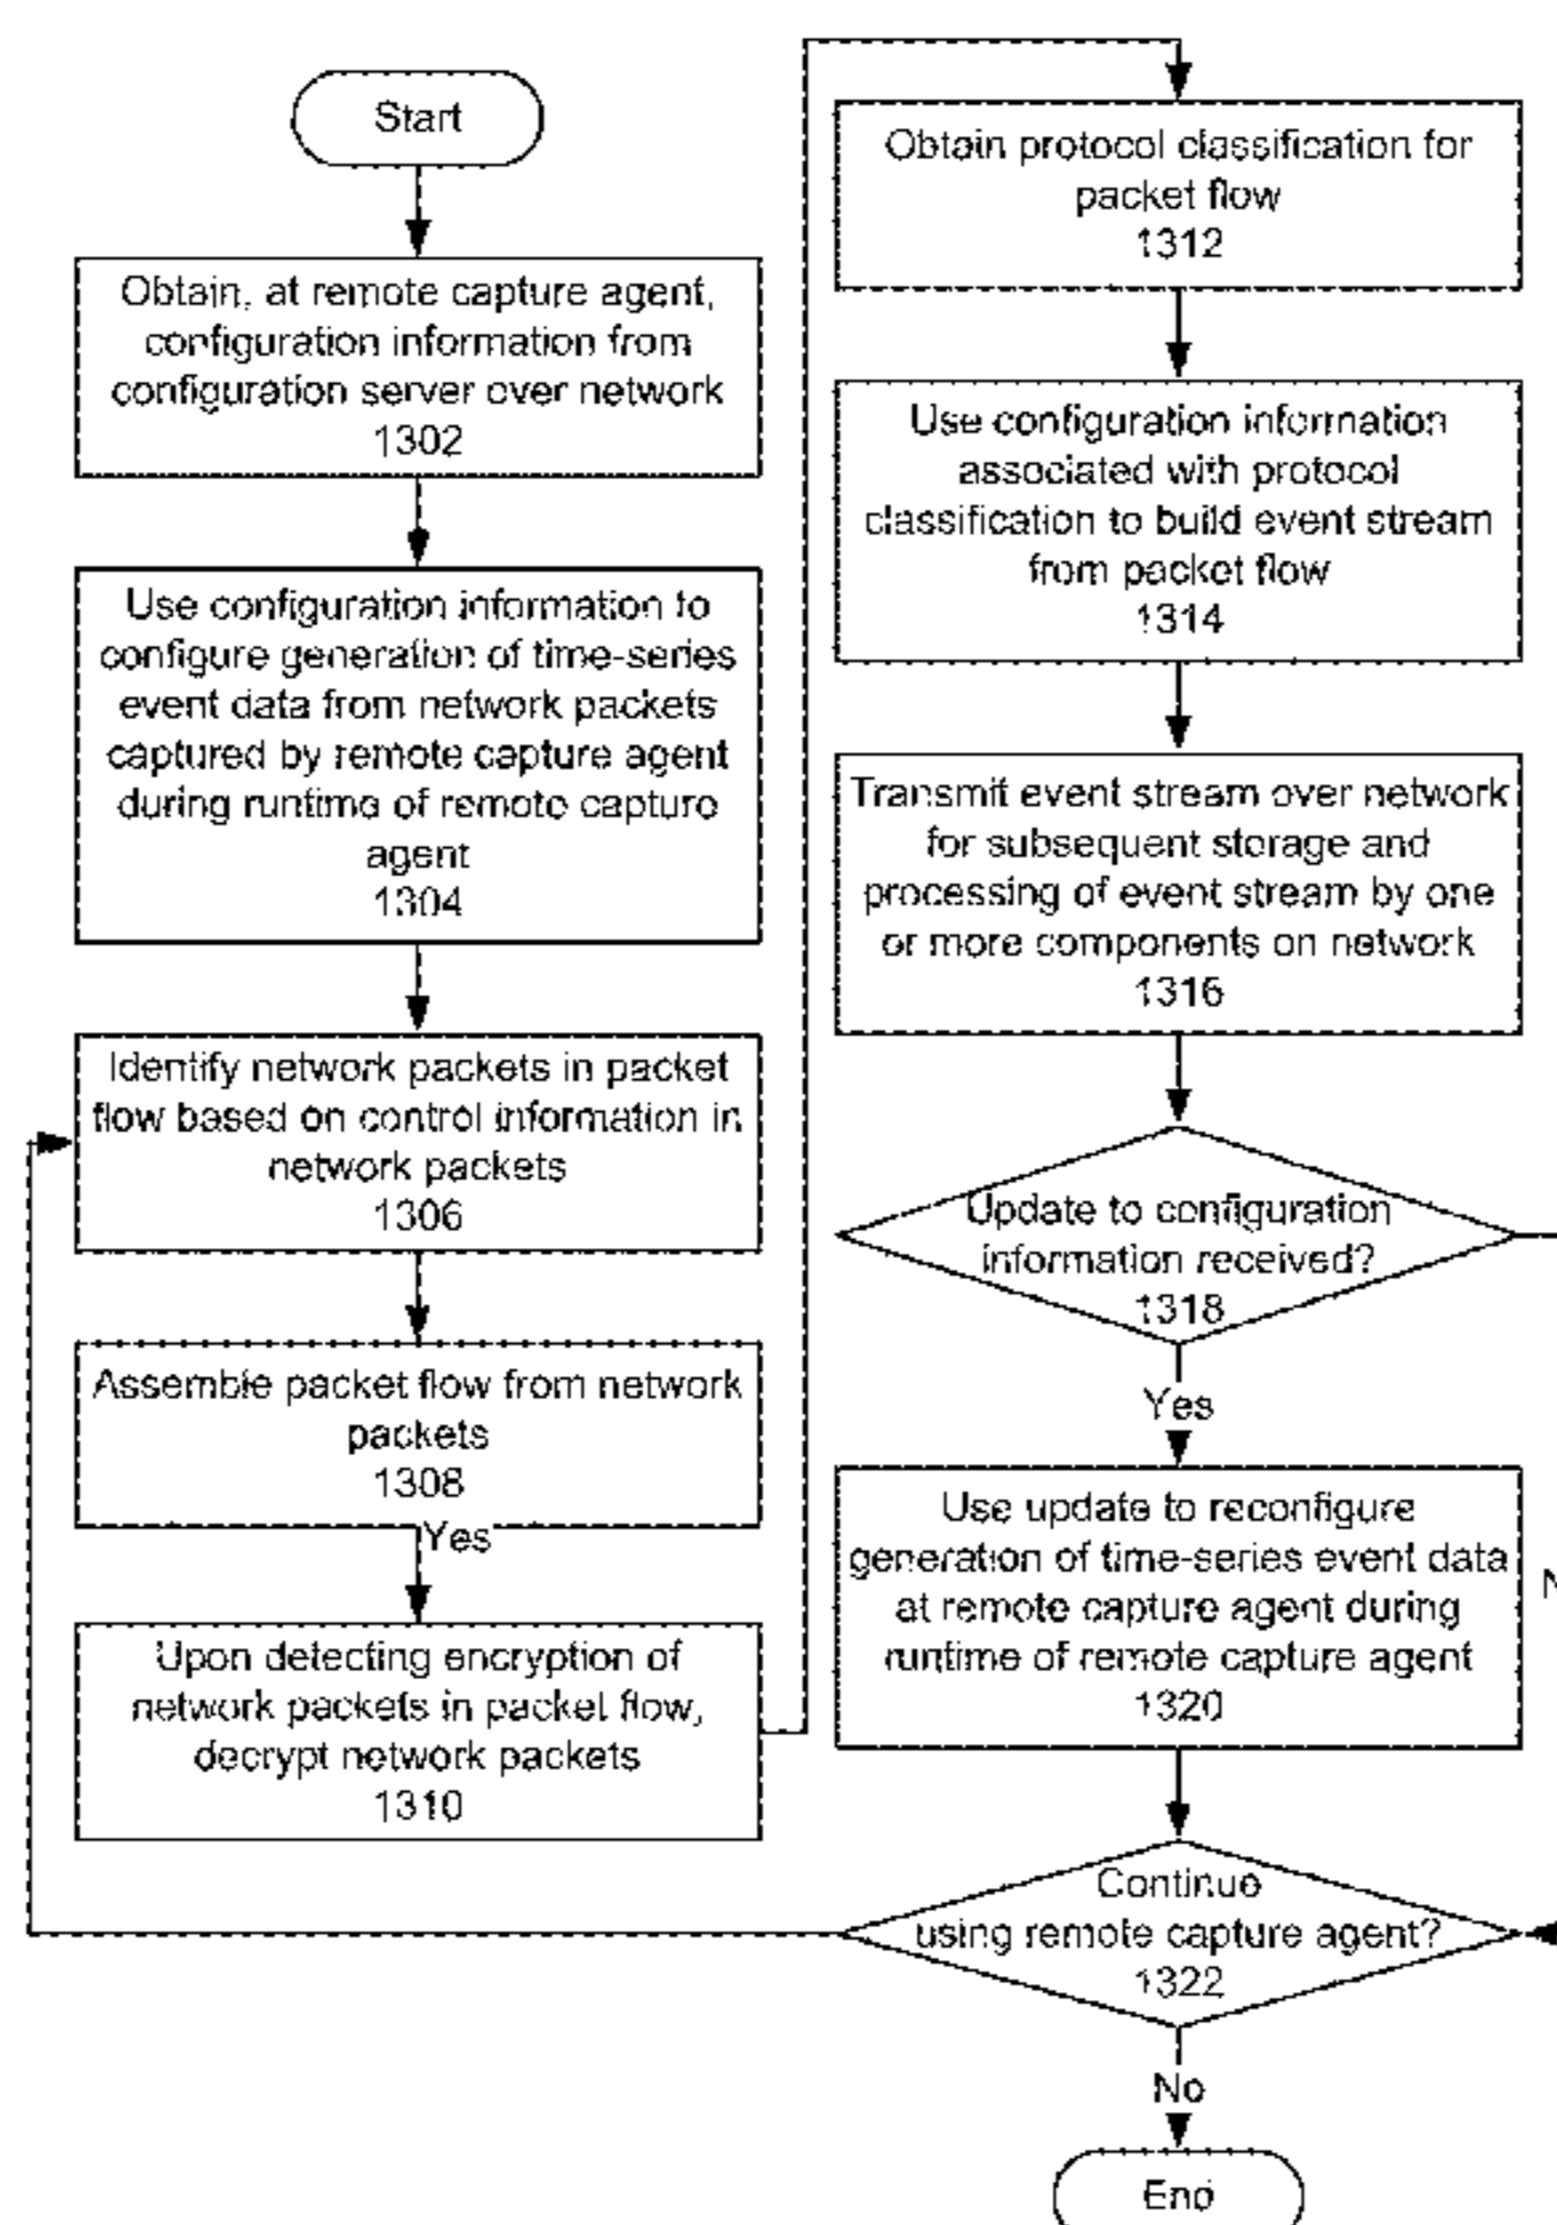 Start
Obtain, at remote capture agent,
configuration information from
configuration server over network
1302
Use configuration information to
configure generation of time-series
event data from network packets
captured by remote capture agent
during runtime of remote capture
agent
1304
Identify network packets in packet
flow based on control information in
network packets
1306
Assemble packet flow from network
packets
1308
Yes
Upon detecting encryption of
network packets in packet flow,
decrypt network packets
1310
Obtain protocol classification for
packet flow
1312
Use configuration information
associated with protocol
classification to build event stream
from packet flow
1314
Transmit event stream over network
for subsequent storage and
processing of event stream by one
or more components on network
1316
Update to configuration
information received?
1318
Yes
Use update to reconfigure
generation of time-series event data
at remote capture agent during
runtime of remote capture agent
1320
Continue
using remote capture agent?
1322
No
End